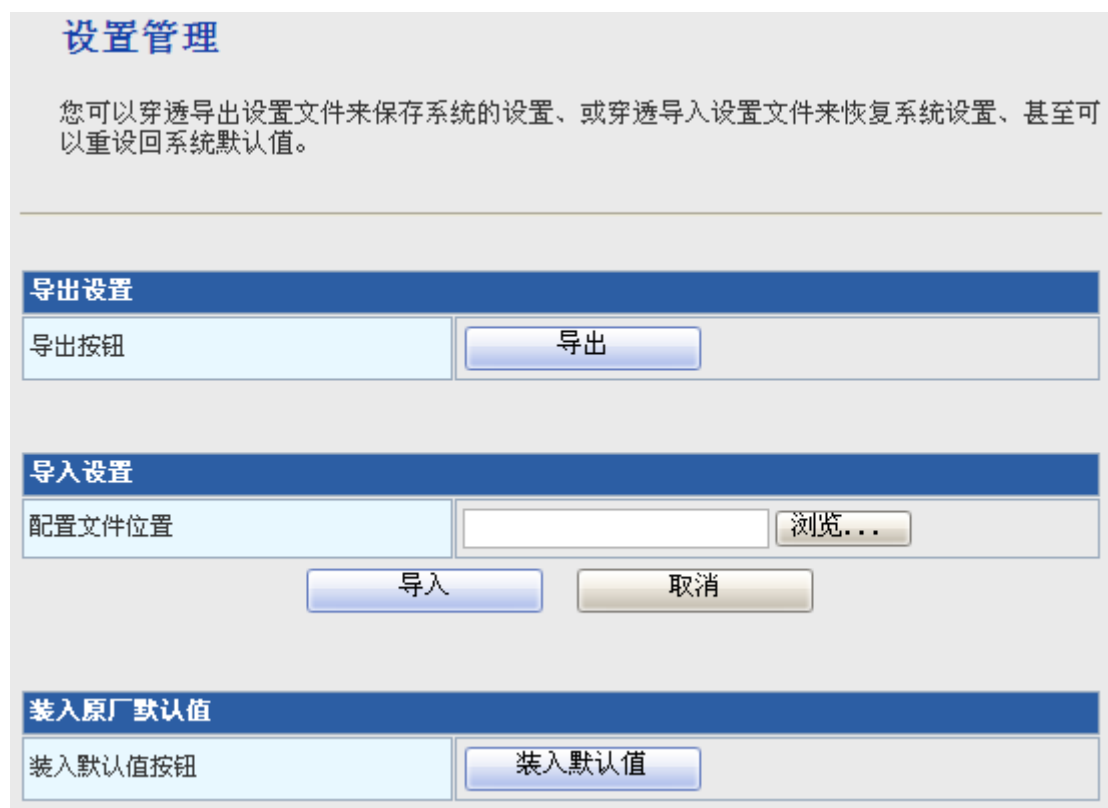 设置管理
您可以穿透导出设置文件来保存系统的设置、或穿透导入设置文件来恢复系统设置、甚至可
以重设回系统默认值。
导出设置
导出按钮 导出
导入设置
配置文件位置 浏览...
导入 取消
装入原厂默认值
装入默认值按钮 装入默认值